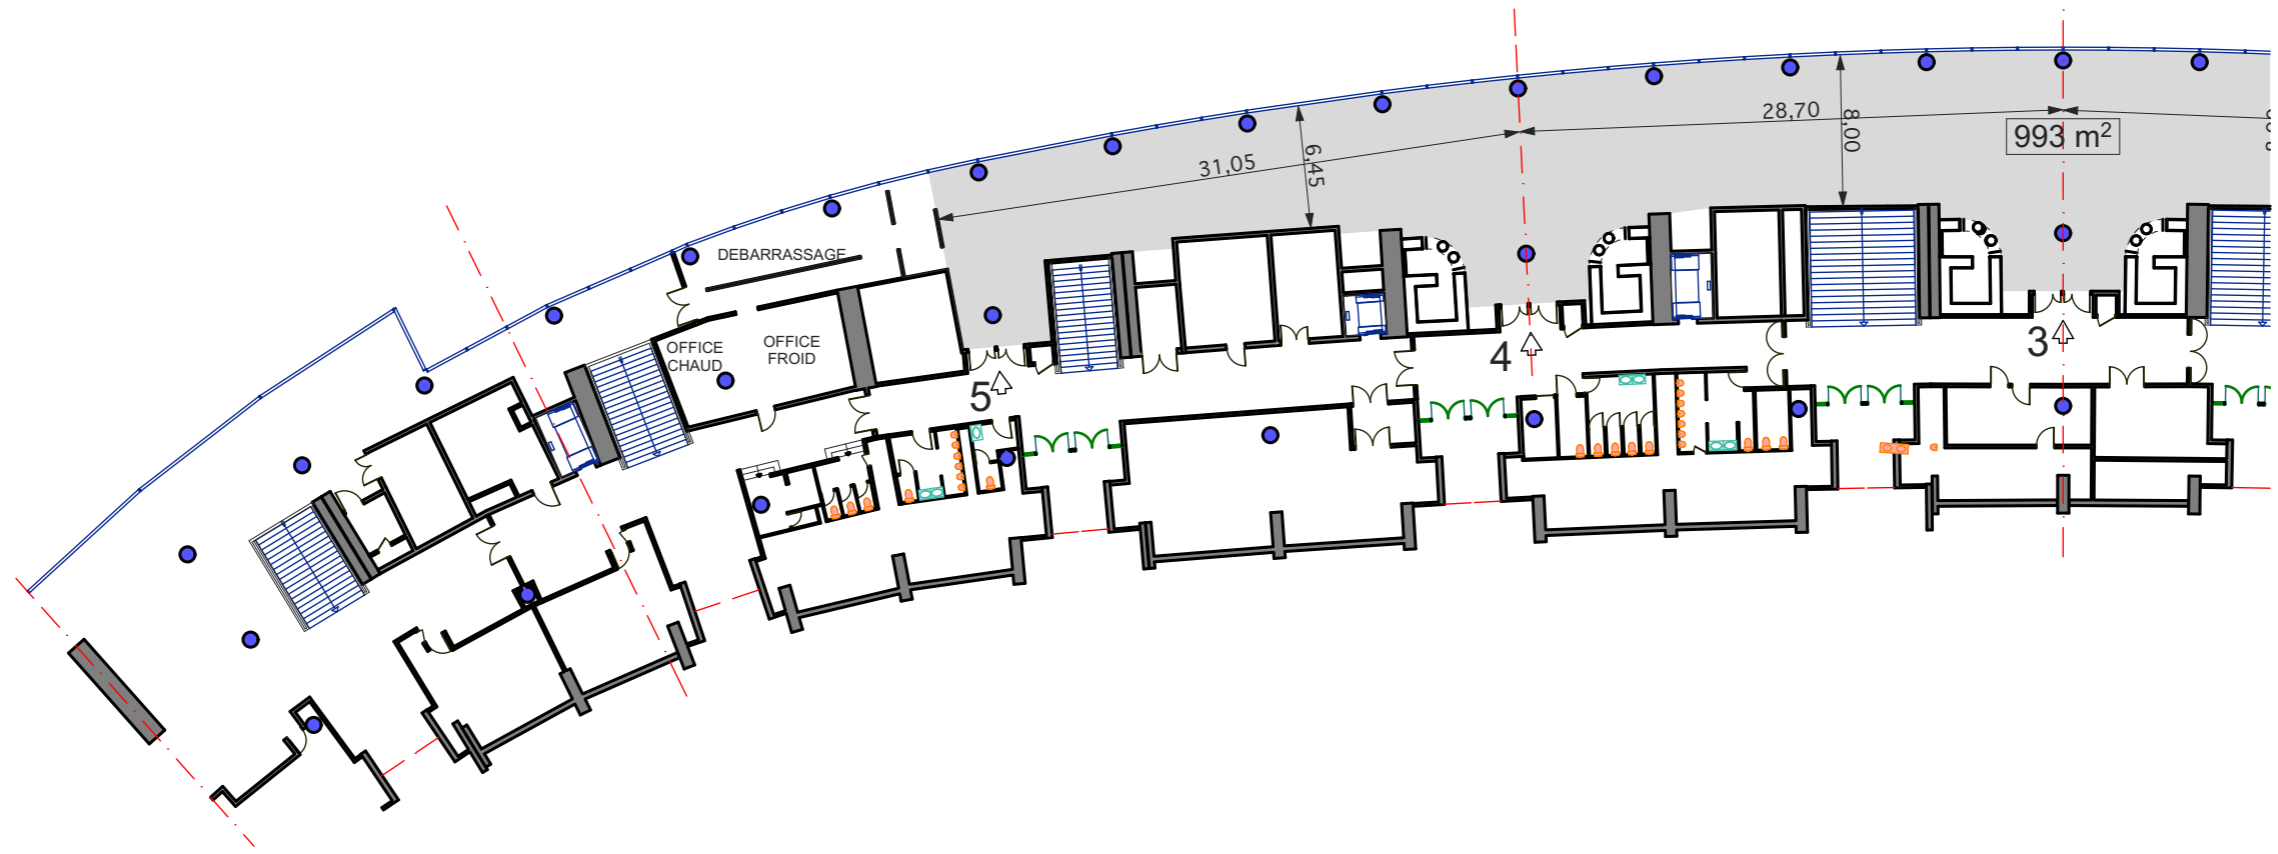 28,70
8,00
993 m²
31,05
6,45
DEBARRASSAGE
OFFICE
CHAUD
OFFICE
FROID
5
4
3